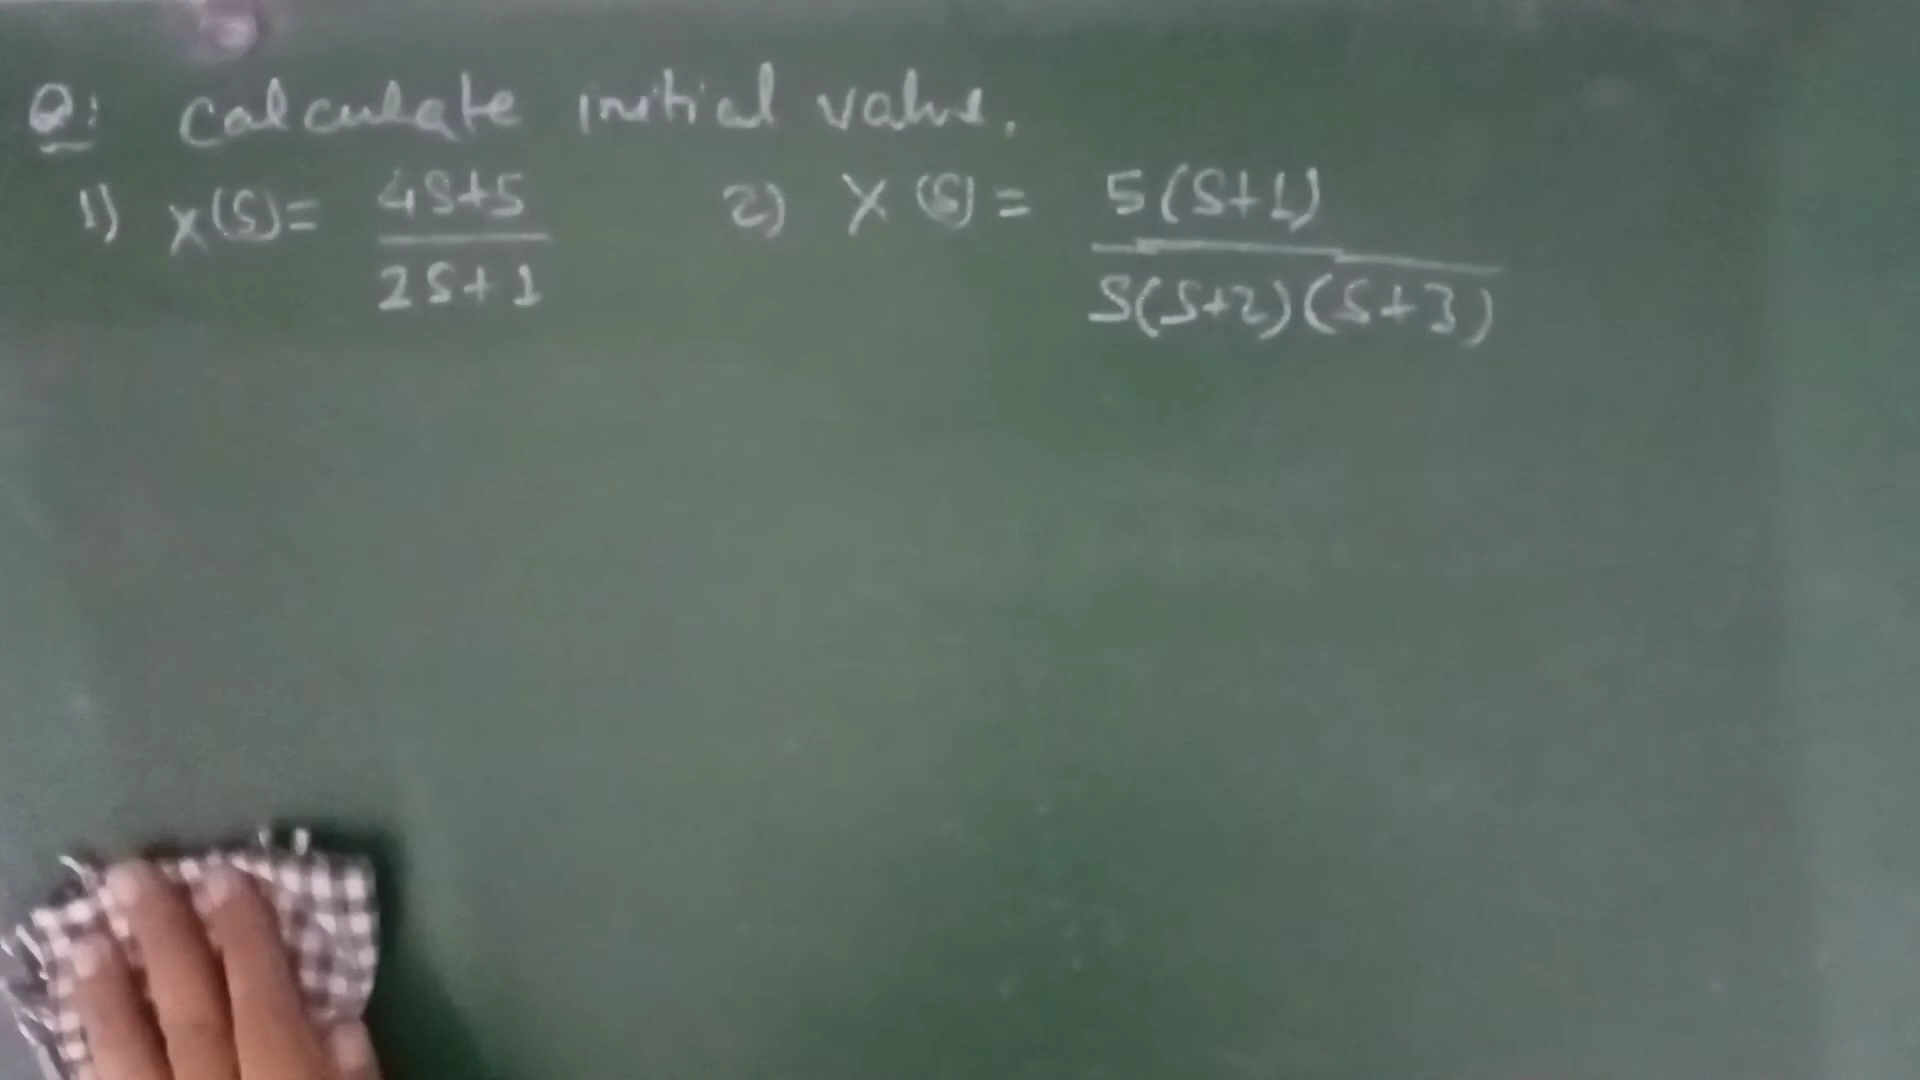 Q: calculate initial value.
1) X(S)= 4S+5 / 2S+1 2) X(S)= 5(S+1) / S(S+2)(S+3)